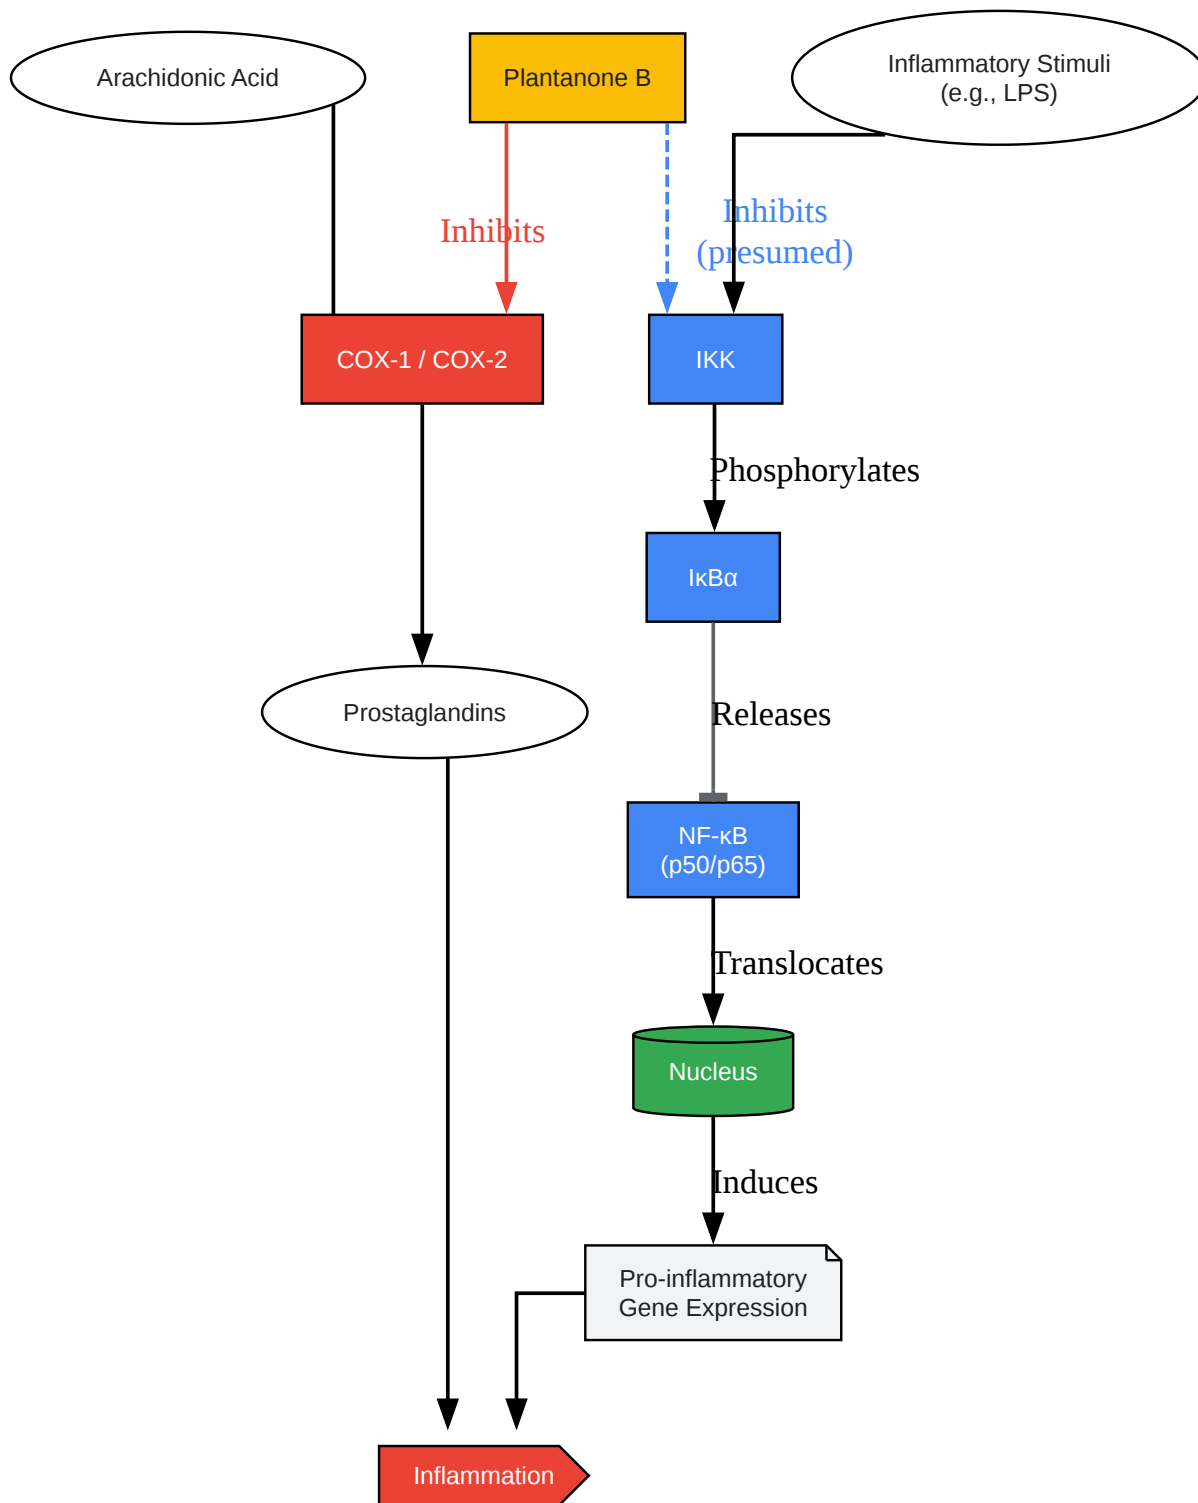 Arachidonic Acid
Plantanone B
Inflammatory Stimuli
(e.g., LPS)
Inhibits
Inhibits
(presumed)
COX-1 / COX-2
IKK
Phosphorylates
IκBα
Prostaglandins
Releases
NF-κB
(p50/p65)
Translocates
Nucleus
Induces
Pro-inflammatory
Gene Expression
Inflammation